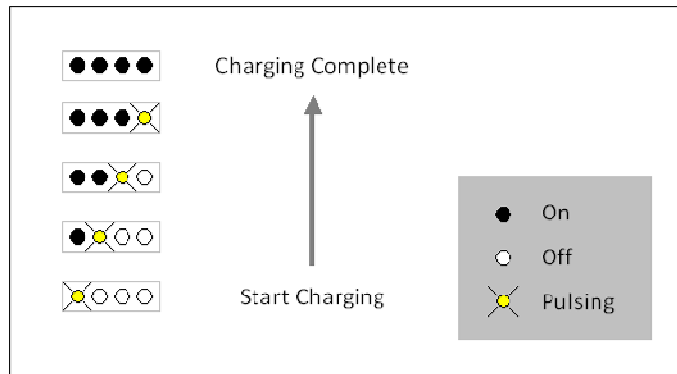 Charging Complete
Start Charging
On
Off
Pulsing